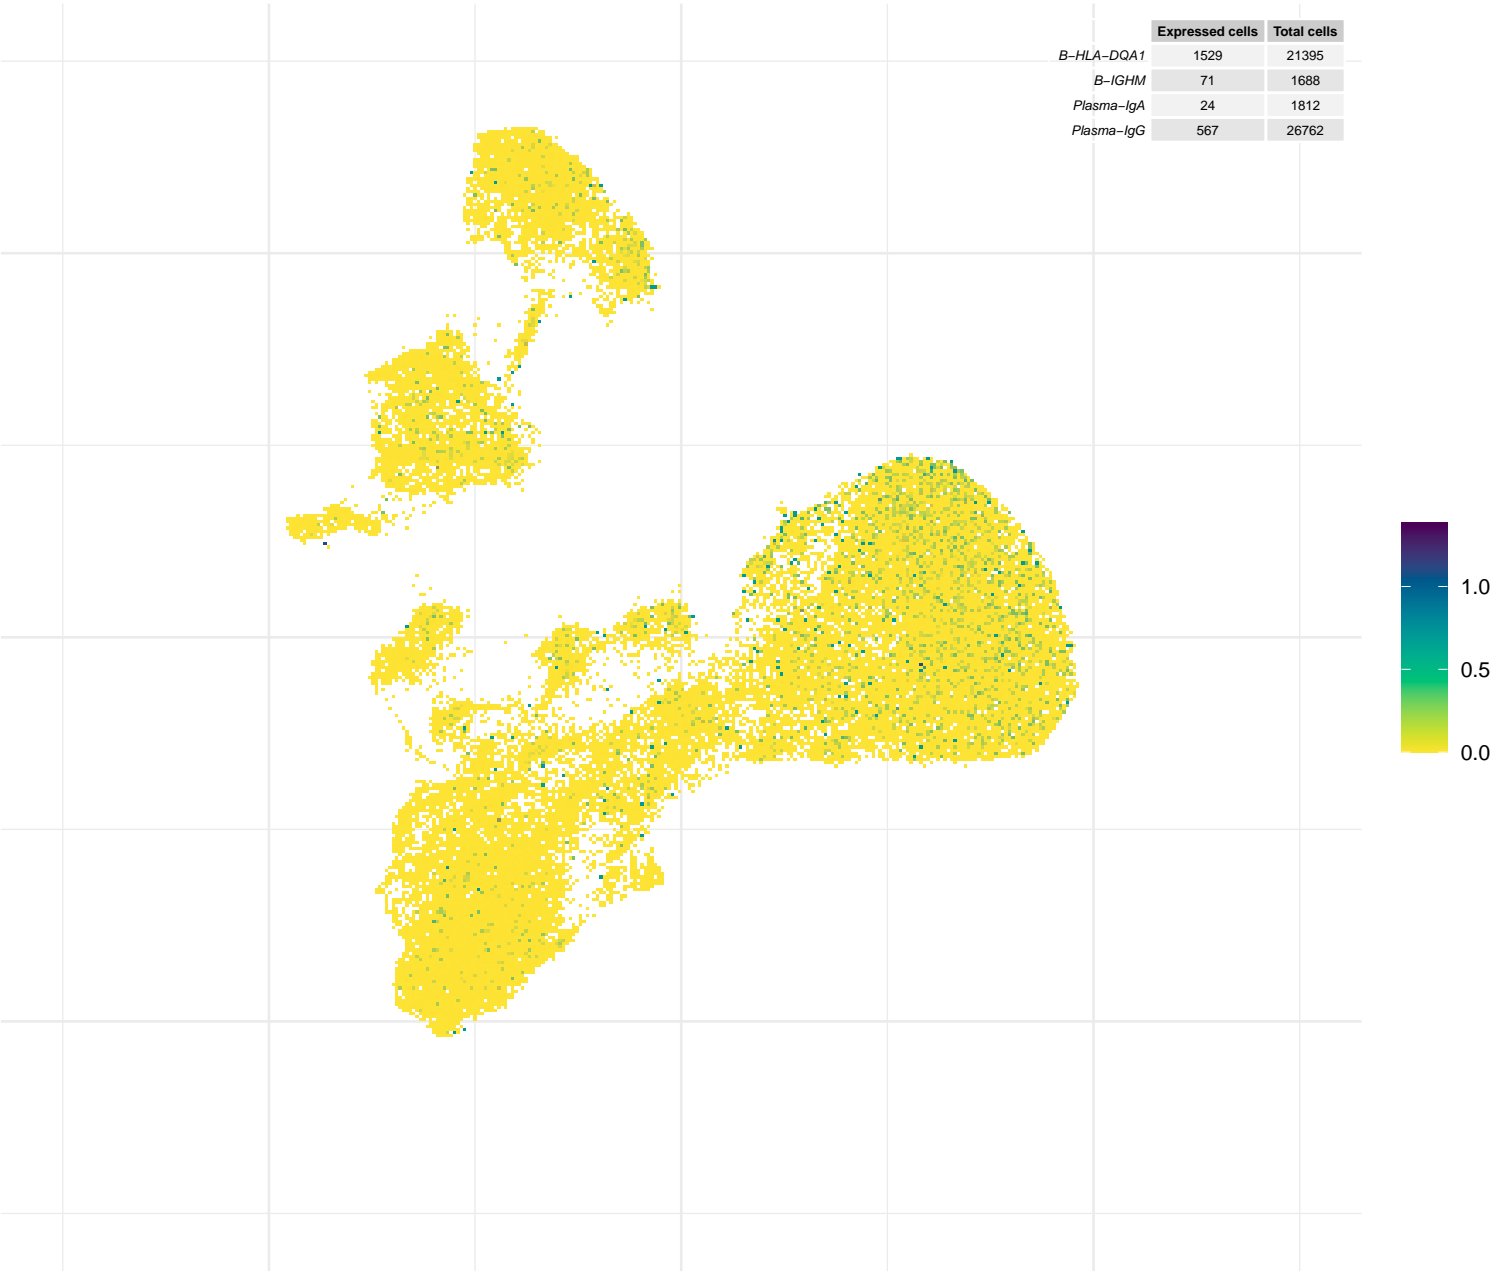 Expressed cells Total cells
B−HLA−DQA1 1529 21395
B−IGHM 71 1688
Plasma−IgA 24 1812
Plasma−IgG 567 26762
1.0
0.5
0.0